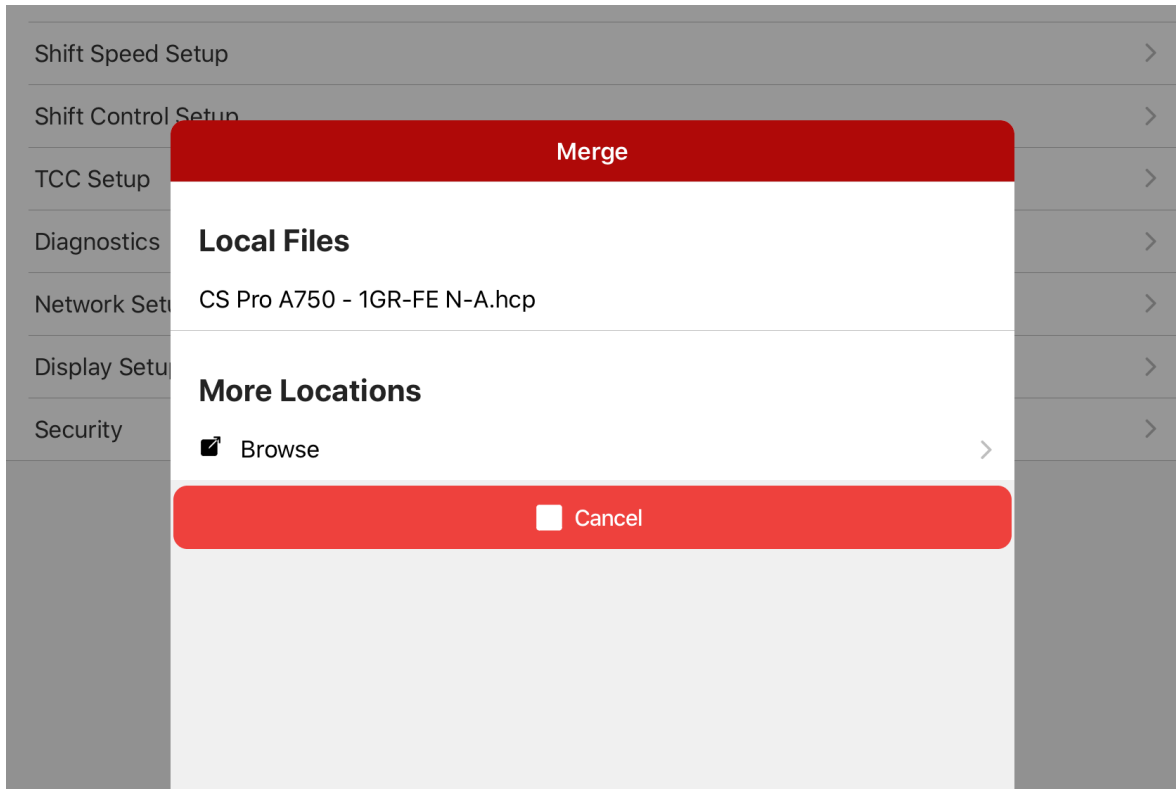 Shift Speed Setup
Shift Control Setup
Merge
TCC Setup
Local Files
Diagnostics
CS Pro A750 - 1GR-FE N-A.hcp
Network Setu
Display Setu
More Locations
Security
Browse
Cancel